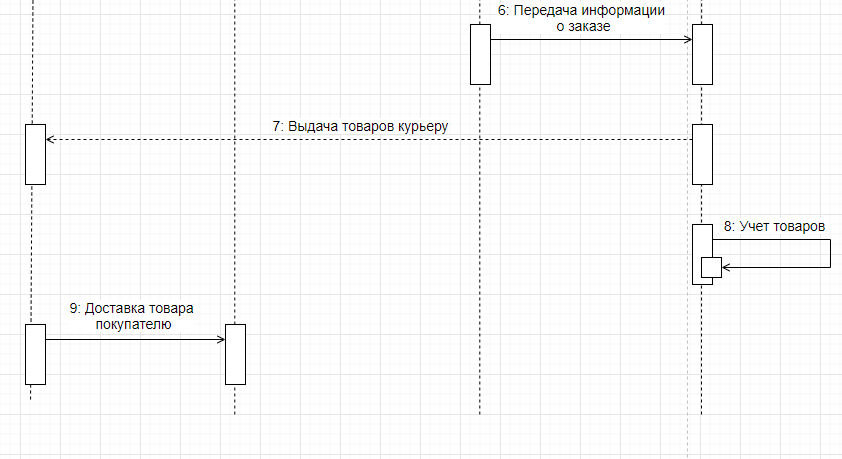 6: Передача информации
о заказе
7: Выдача товаров курьеру
8: Учет товаров
9: Доставка товара
покупателю